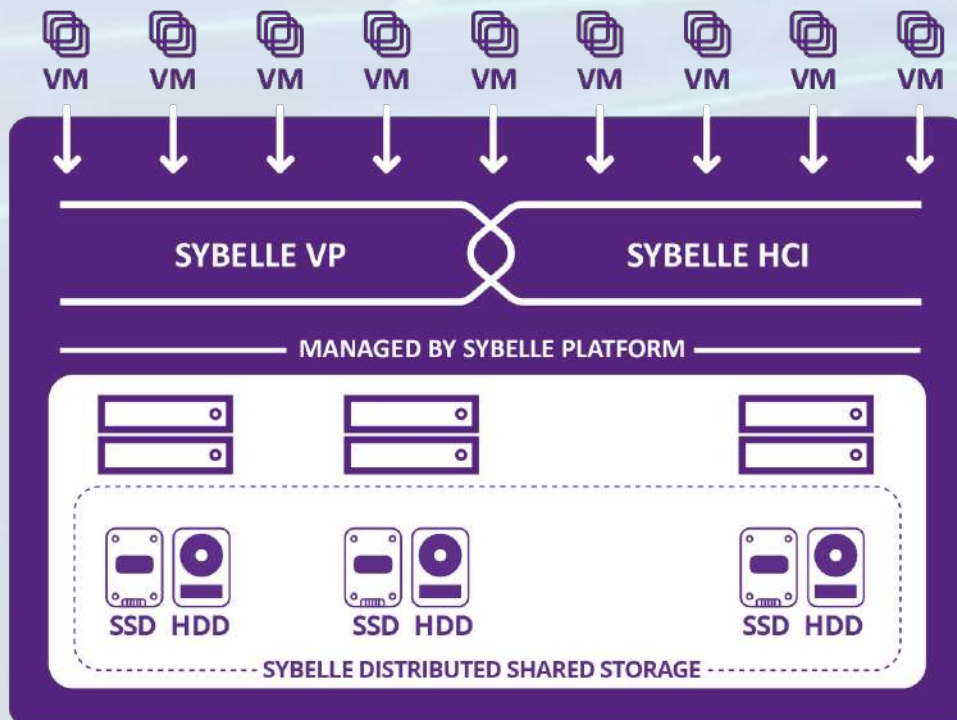 VM VM VM VM VM VM VM VM VM
SYBELLE VP SYBELLE HCI
MANAGED BY SYBELLE PLATFORM
SSD HDD SSD HDD SSD HDD
SYBELLE DISTRIBUTED SHARED STORAGE